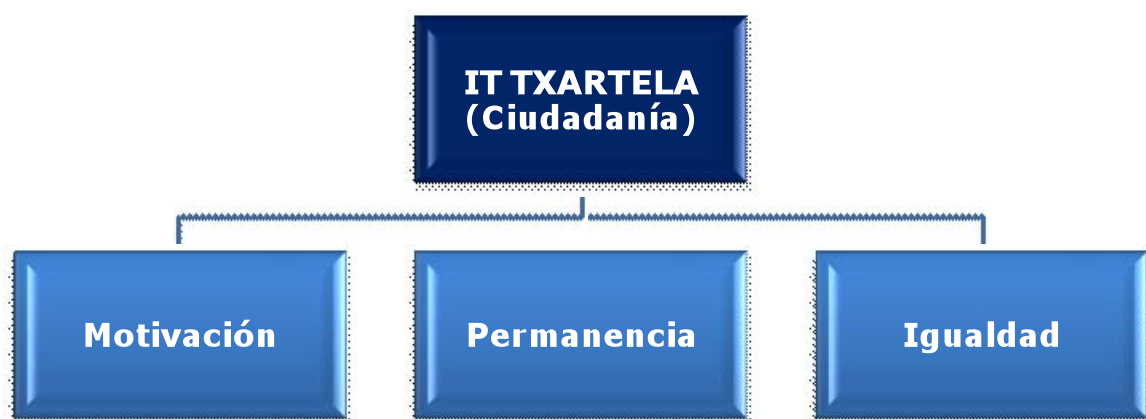 IT TXARTELA
(Ciudadanía)
Motivación
Permanencia
Igualdad